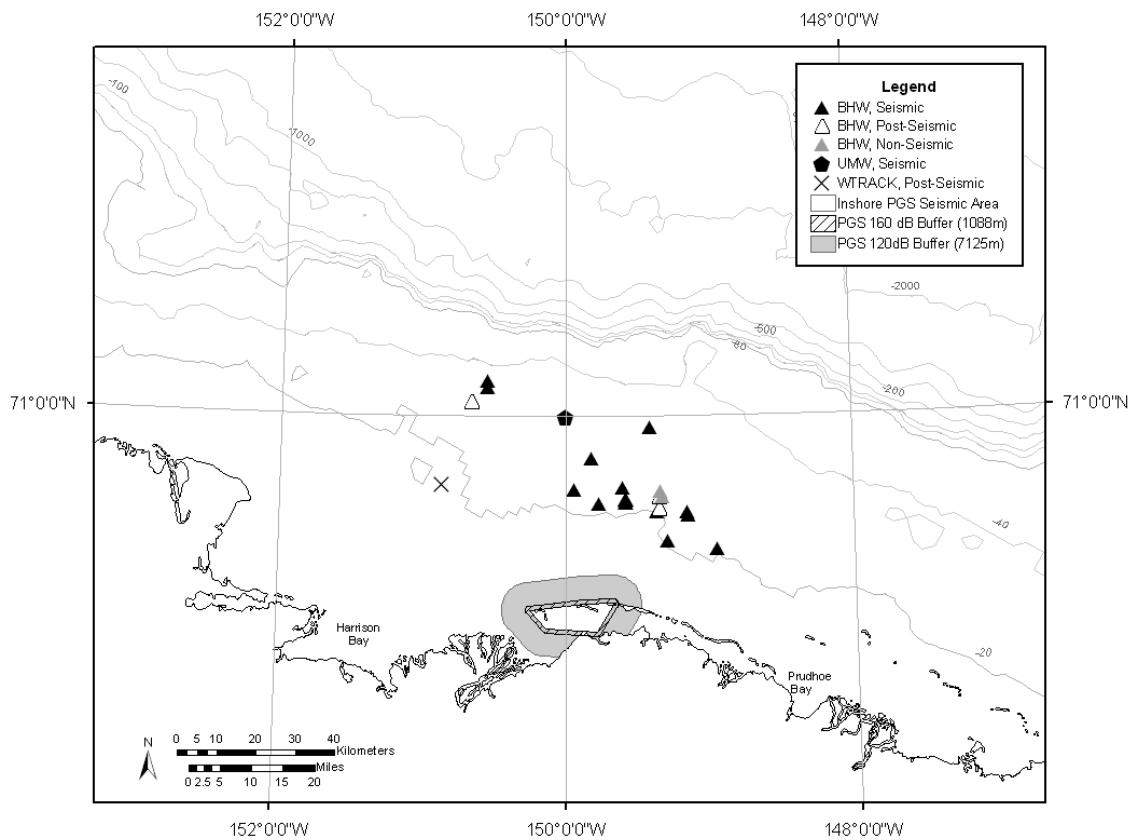 152°0'0"W 150°0'0"W 148°0'0"W
Legend
BHW, Seismic
BHW, Post-Seismic
BHW, Non-Seismic
UMW, Seismic
WTRACK, Post-Seismic
Inshore PGS Seismic Area
PGS 160 dB Buffer (1088m)
PGS 120dB Buffer (7125m)
-100
-1000
-2000
-500
-80
-200
71°0'0"N 71°0'0"N
-40
-20
Harrison
Bay
Prudhoe
Bay
N
0 5 10 20 30 40
Kilometers
Miles
0 2.5 5 10 15 20
152°0'0"W 150°0'0"W 148°0'0"W